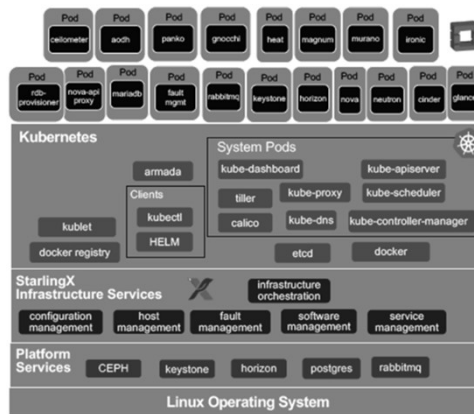 Pod Pod Pod Pod Pod Pod Pod Pod
ceilometer aodh panko gnocchi heat magnum murano ironic
Pod Pod Pod Pod Pod Pod Pod Pod Pod Pod Pod
rdb-provisioner nova-api proxy mariadb fault mgmt rabbitmq keystone horizon nova neutron cinder glance
Kubernetes
System Pods
armada
kube-dashboard kube-apiserver
Clients
tiller kube-proxy kube-scheduler
kubectl
kublet
calico kube-dns kube-controller-manager
HELM
docker registry
etcd docker
StarlingX
Infrastructure Services
X
infrastructure
orchestration
configuration management host management fault management software management service management
Platform
Services
CEPH keystone horizon postgres rabbitmq
Linux Operating System